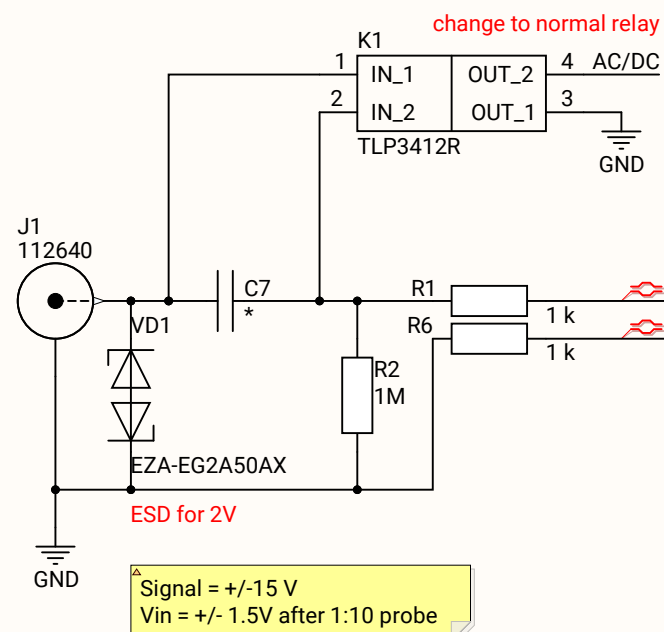 change to normal relay
K1
1 IN_1 OUT_2 4 AC/DC
2 IN_2 OUT_1 3
TLP3412R
GND
J1
112640
C7
*
R1
1 k
VD1
R6
1 k
R2
1M
EZA-EG2A50AX
ESD for 2V
GND
Signal = +/-15 V
Vin = +/- 1.5V after 1:10 probe